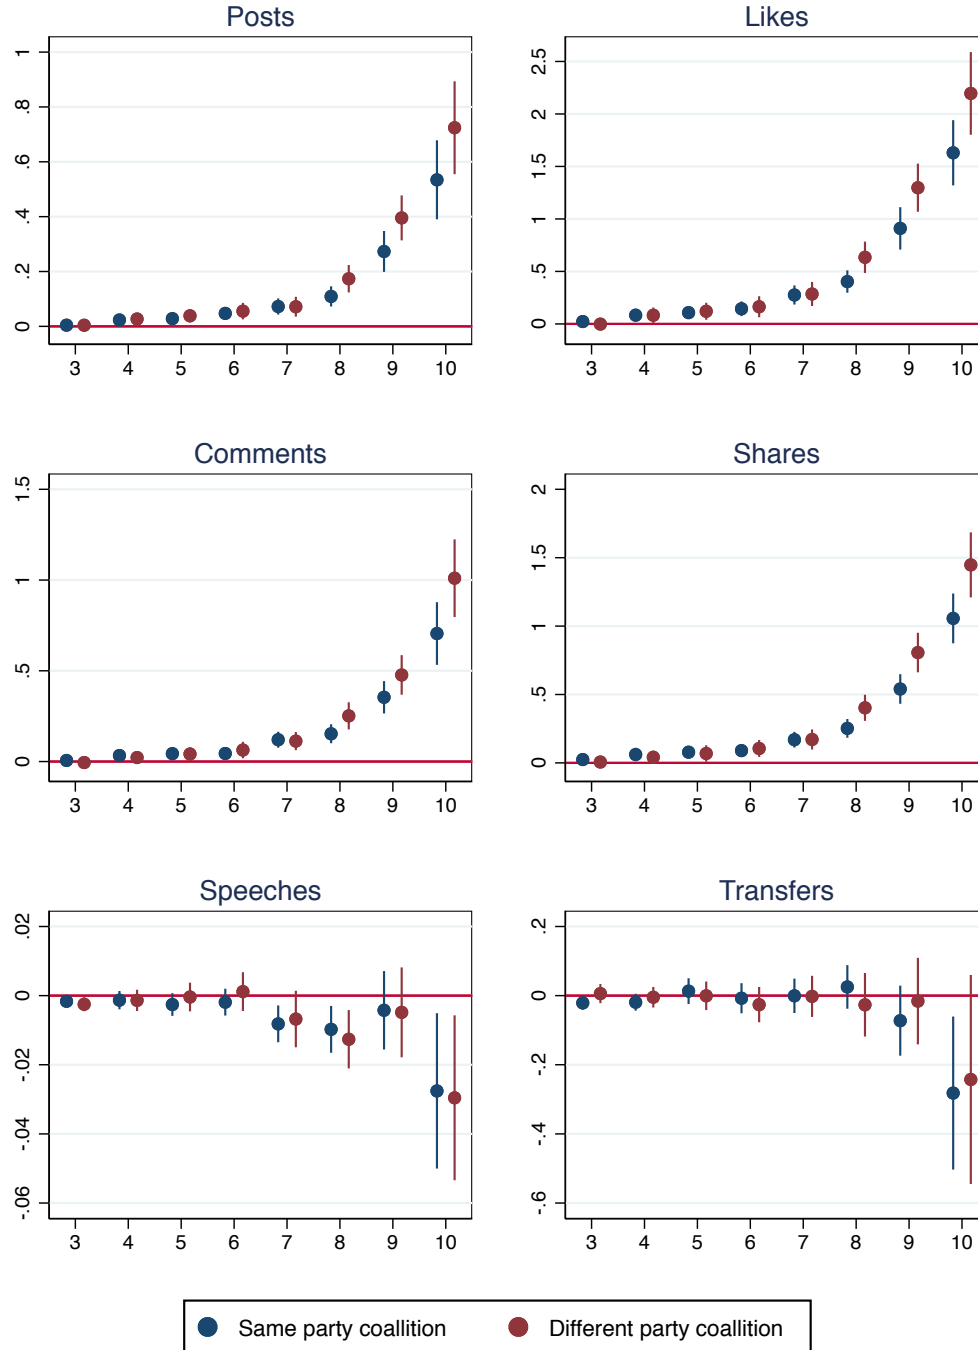 Posts
1
.8
.6
.4
.2
0
3 4 5 6 7 8 9 10
Likes
2.5
2
1.5
1
.5
0
3 4 5 6 7 8 9 10
Comments
1.5
1
.5
0
3 4 5 6 7 8 9 10
Shares
2
1.5
1
.5
0
3 4 5 6 7 8 9 10
Speeches
.02
0
-.02
-.04
-.06
3 4 5 6 7 8 9 10
Transfers
.2
0
-.2
-.4
-.6
3 4 5 6 7 8 9 10
Same party coallition
Different party coallition